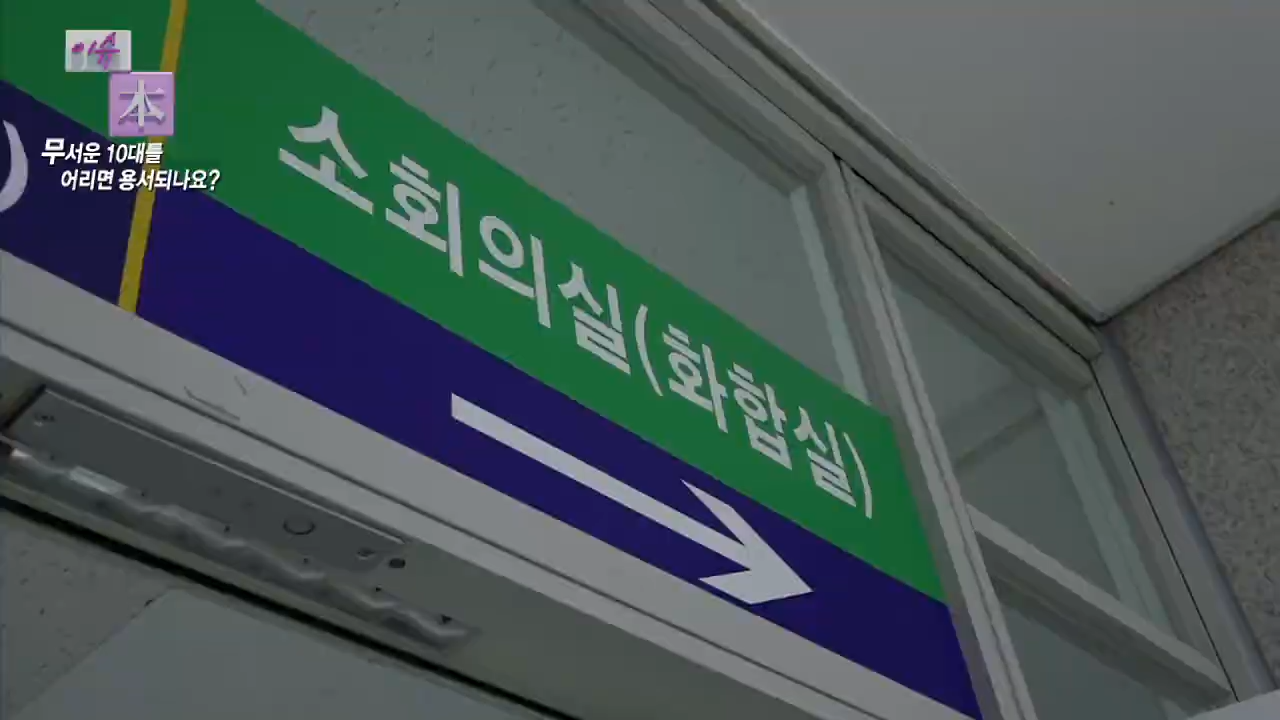 이슈
本
무서운 10대들
어리면 용서되나요?
)
소회의실(화합실)